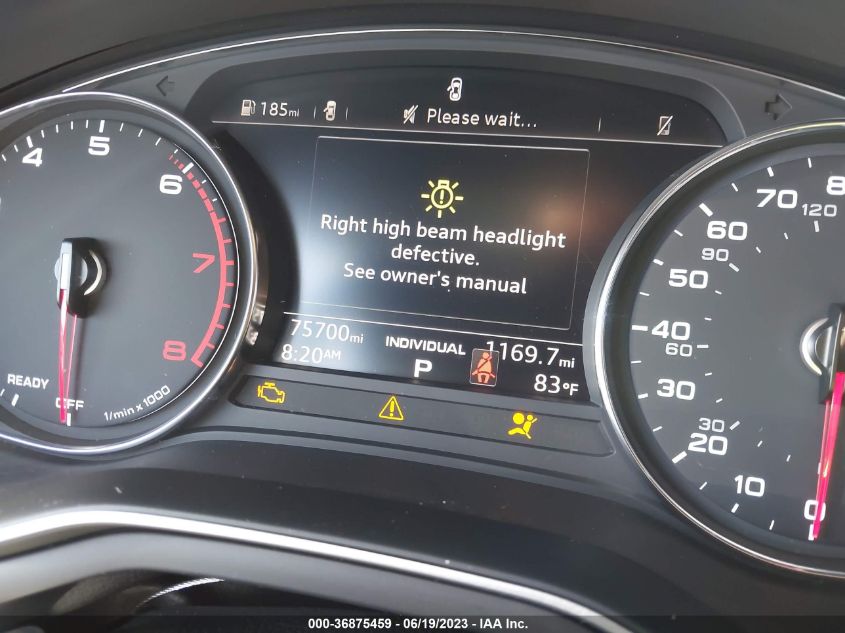 185mi
Please wait...
Right high beam headlight
defective.
See owner's manual
75700mi
INDIVIDUAL
1169.7mi
8:20AM
P
83°F
4
5
6
7
8
READY
OFF
1/min x 1000
8
70
120
60
90
50
40
60
30
30
20
10
0
000-36875459 - 06/19/2023 - IAA Inc.